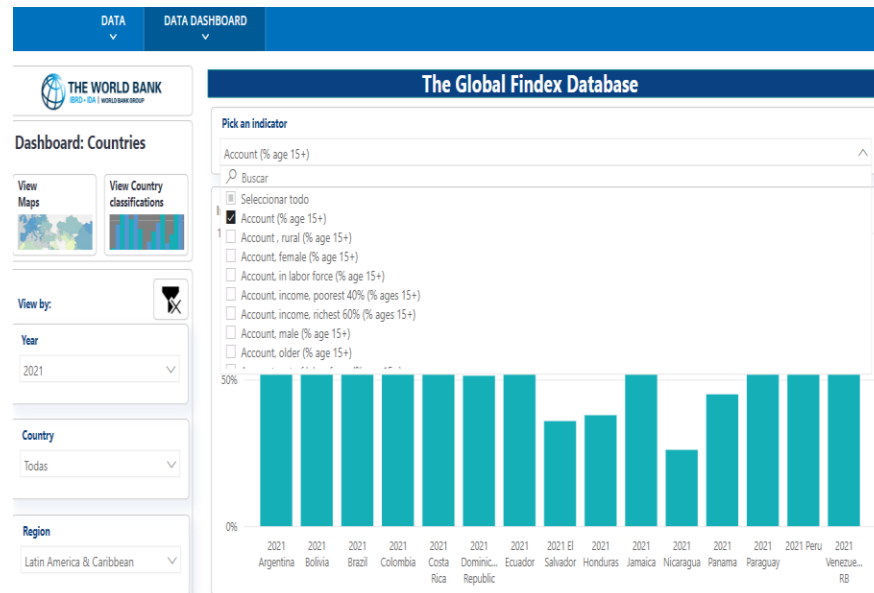 DATA
DATA DASHBOARD
THE WORLD BANK
IBRD • IDA | WORLD BANK GROUP
The Global Findex Database
Dashboard: Countries
View
Maps
View Country
classifications
View by:
Year
2021
Country
Todas
Region
Latin America & Caribbean
Pick an indicator
Account (% age 15+)
Buscar
Seleccionar todo
Account (% age 15+)
Account , rural (% age 15+)
Account, female (% age 15+)
Account, in labor force (% age 15+)
Account, income, poorest 40% (% ages 15+)
Account, income, richest 60% (% ages 15+)
Account, male (% age 15+)
Account, older (% age 15+)
50%
0%
2021
Argentina
2021
Bolivia
2021
Brazil
2021
Colombia
2021
Costa
Rica
2021
Dominic...
Republic
2021
Ecuador
2021 El
Salvador
2021
Honduras
2021
Jamaica
2021
Nicaragua
2021
Panama
2021
Paraguay
2021 Peru
2021
Venezue...
RB